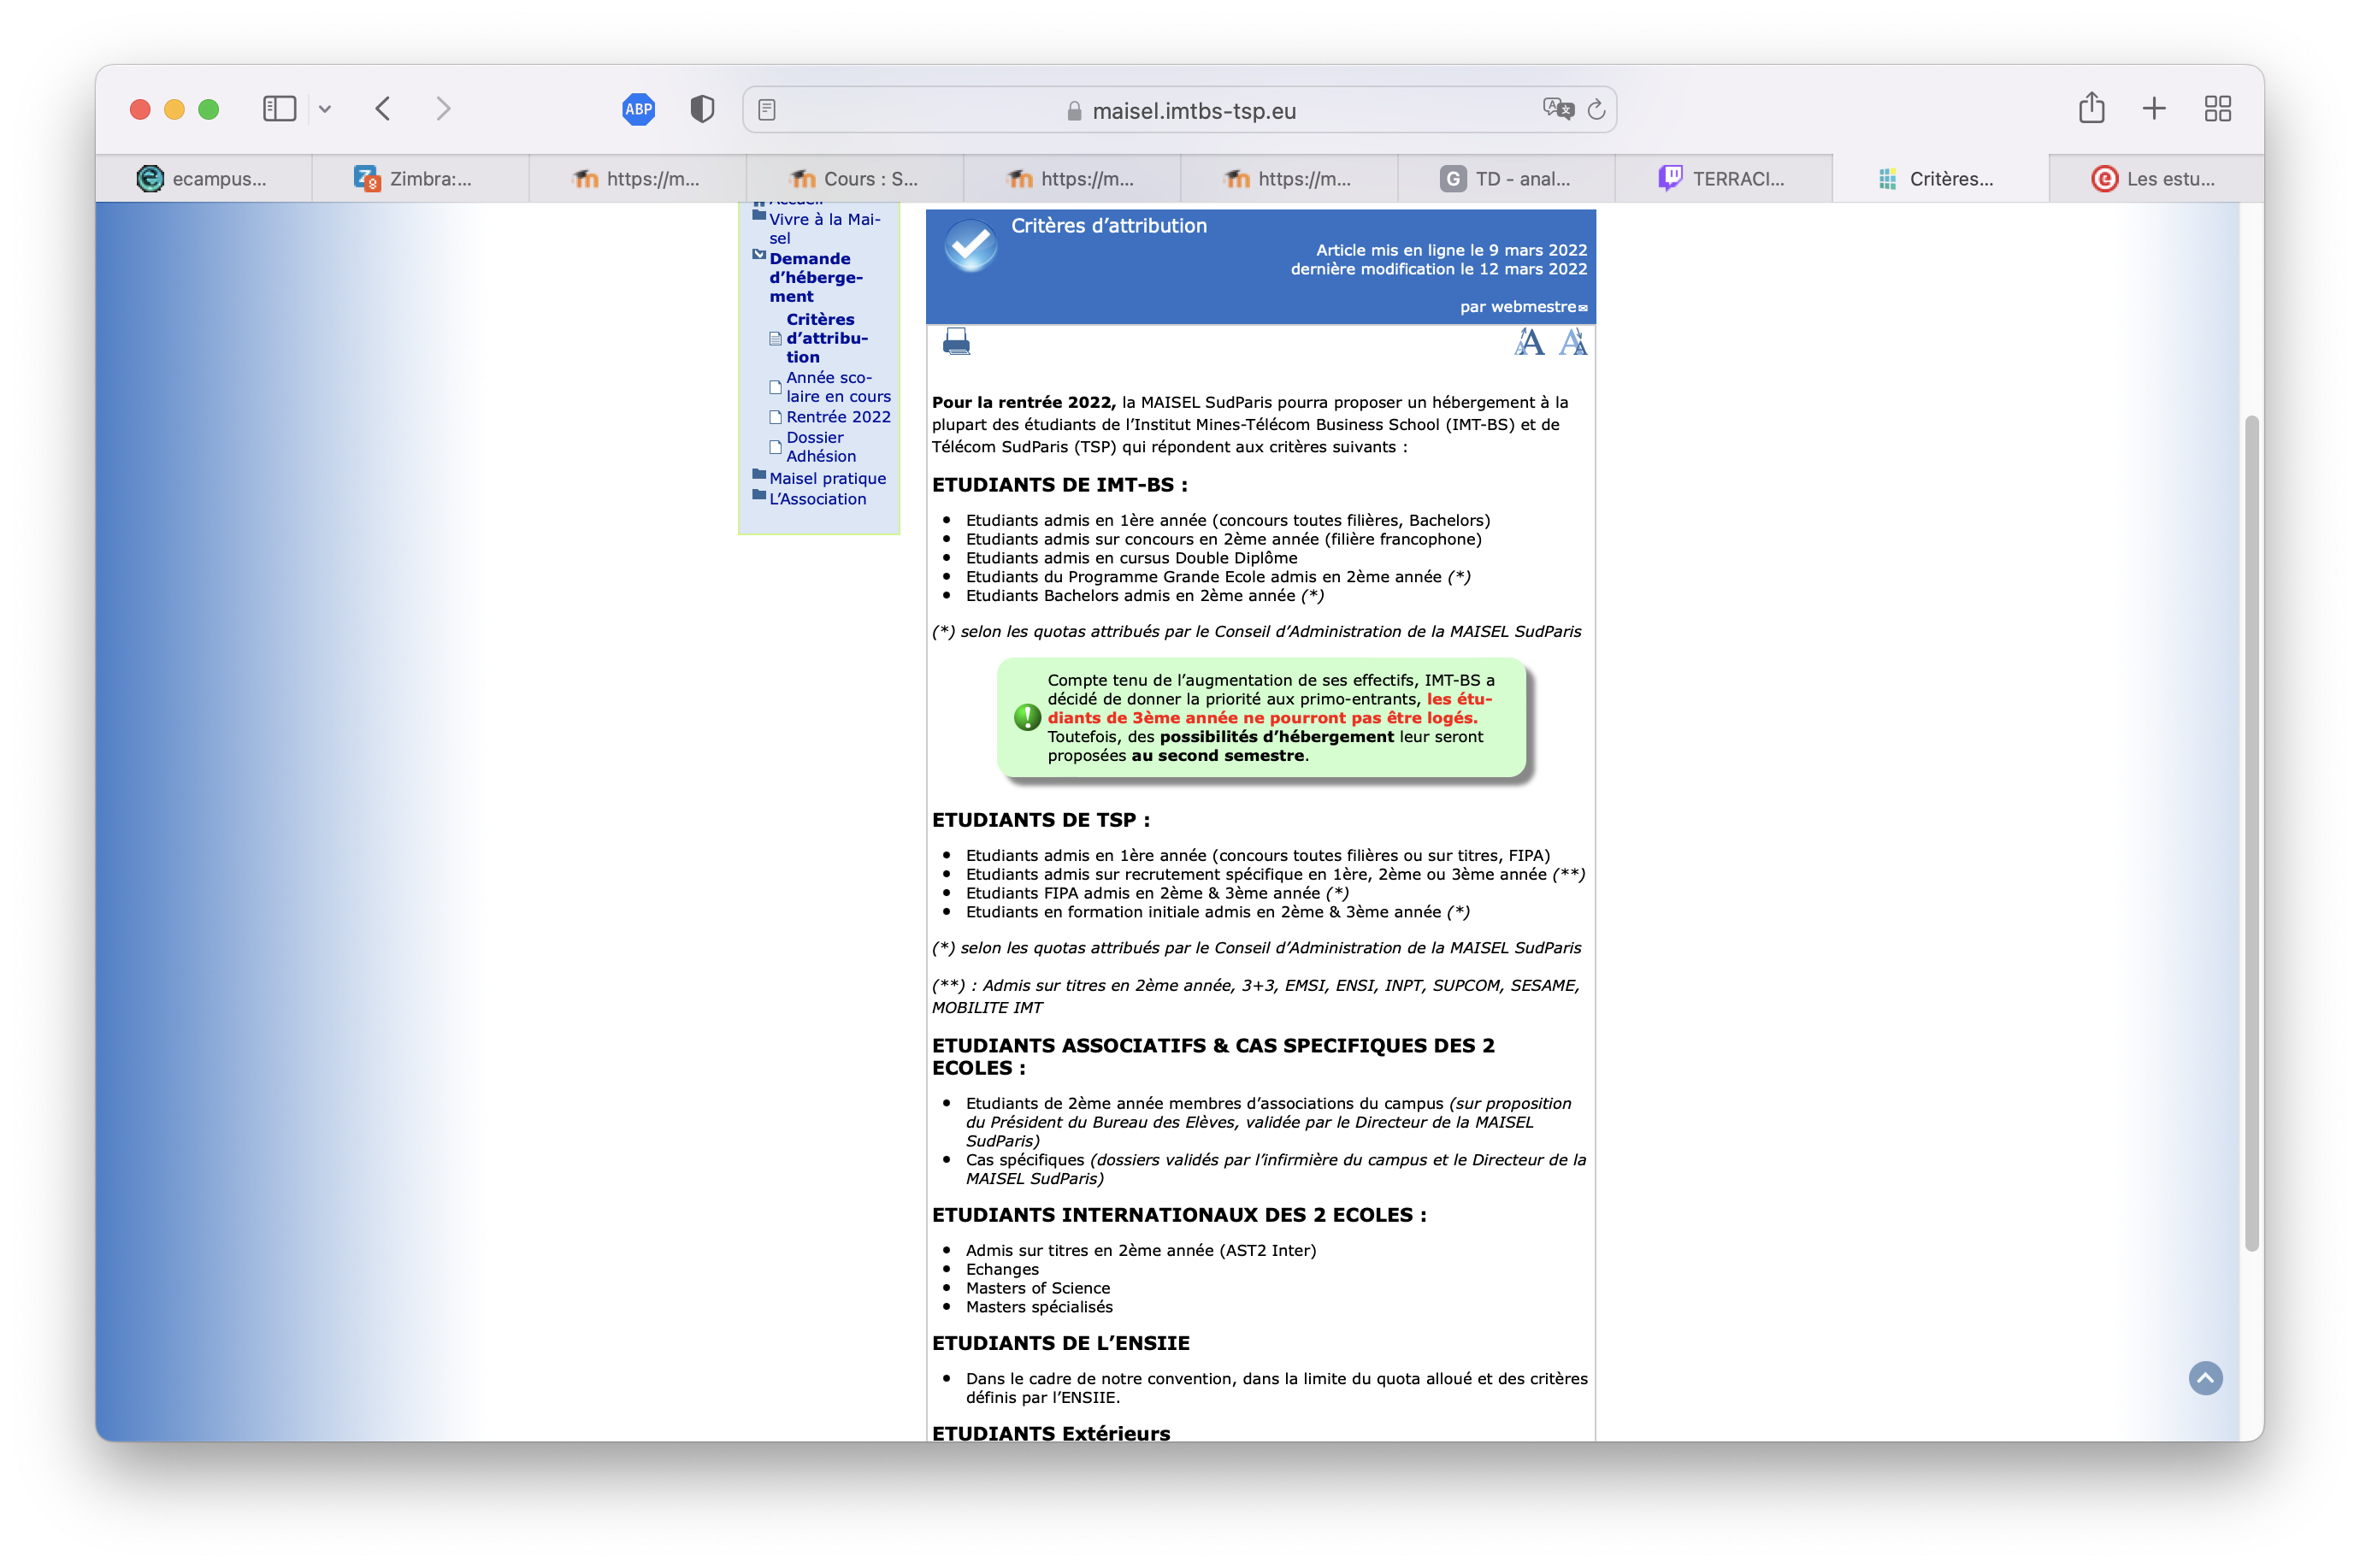 ABP
maisel.imtbs-tsp.eu
ecampus...
Zimbra:...
https://m...
Cours : S...
https://m...
https://m...
G TD - anal...
TERRACI...
Critères...
Les estu...
Accueil
Vivre à la Mai-
sel
Demande
d’héberge-
ment
Critères
d’attribu-
tion
Année sco-
laire en cours
Rentrée 2022
Dossier
Adhésion
Maisel pratique
L’Association
Critères d’attribution
Article mis en ligne le 9 mars 2022
dernière modification le 12 mars 2022
par webmestre
Pour la rentrée 2022, la MAISEL SudParis pourra proposer un hébergement à la
plupart des étudiants de l’Institut Mines-Télécom Business School (IMT-BS) et de
Télécom SudParis (TSP) qui répondent aux critères suivants :
ETUDIANTS DE IMT-BS :
• Etudiants admis en 1ère année (concours toutes filières, Bachelors)
• Etudiants admis sur concours en 2ème année (filière francophone)
• Etudiants admis en cursus Double Diplôme
• Etudiants du Programme Grande Ecole admis en 2ème année (*)
• Etudiants Bachelors admis en 2ème année (*)
(*) selon les quotas attribués par le Conseil d’Administration de la MAISEL SudParis
Compte tenu de l’augmentation de ses effectifs, IMT-BS a
décidé de donner la priorité aux primo-entrants, les étu-
diants de 3ème année ne pourront pas être logés.
Toutefois, des possibilités d’hébergement leur seront
proposées au second semestre.
ETUDIANTS DE TSP :
• Etudiants admis en 1ère année (concours toutes filières ou sur titres, FIPA)
• Etudiants admis sur recrutement spécifique en 1ère, 2ème ou 3ème année (**)
• Etudiants FIPA admis en 2ème & 3ème année (*)
• Etudiants en formation initiale admis en 2ème & 3ème année (*)
(*) selon les quotas attribués par le Conseil d’Administration de la MAISEL SudParis
(**) : Admis sur titres en 2ème année, 3+3, EMSI, ENSI, INPT, SUPCOM, SESAME,
MOBILITE IMT
ETUDIANTS ASSOCIATIFS & CAS SPECIFIQUES DES 2
ECOLES :
• Etudiants de 2ème année membres d’associations du campus (sur proposition
du Président du Bureau des Elèves, validée par le Directeur de la MAISEL
SudParis)
• Cas spécifiques (dossiers validés par l’infirmière du campus et le Directeur de la
MAISEL SudParis)
ETUDIANTS INTERNATIONAUX DES 2 ECOLES :
• Admis sur titres en 2ème année (AST2 Inter)
• Echanges
• Masters of Science
• Masters spécialisés
ETUDIANTS DE L’ENSIIE
• Dans le cadre de notre convention, dans la limite du quota alloué et des critères
définis par l’ENSIIE.
ETUDIANTS Extérieurs